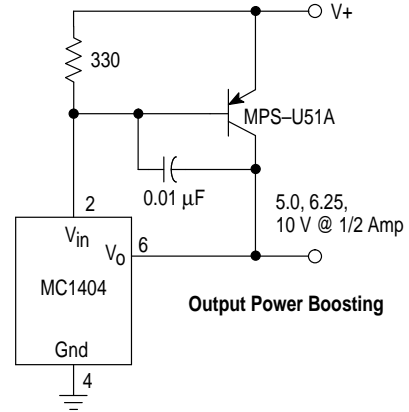 V+
330
MPS–U51A
0.01 μF
2
5.0, 6.25,
10 V @ 1/2 Amp
Vin
Vo
6
MC1404
Output Power Boosting
Gnd
4